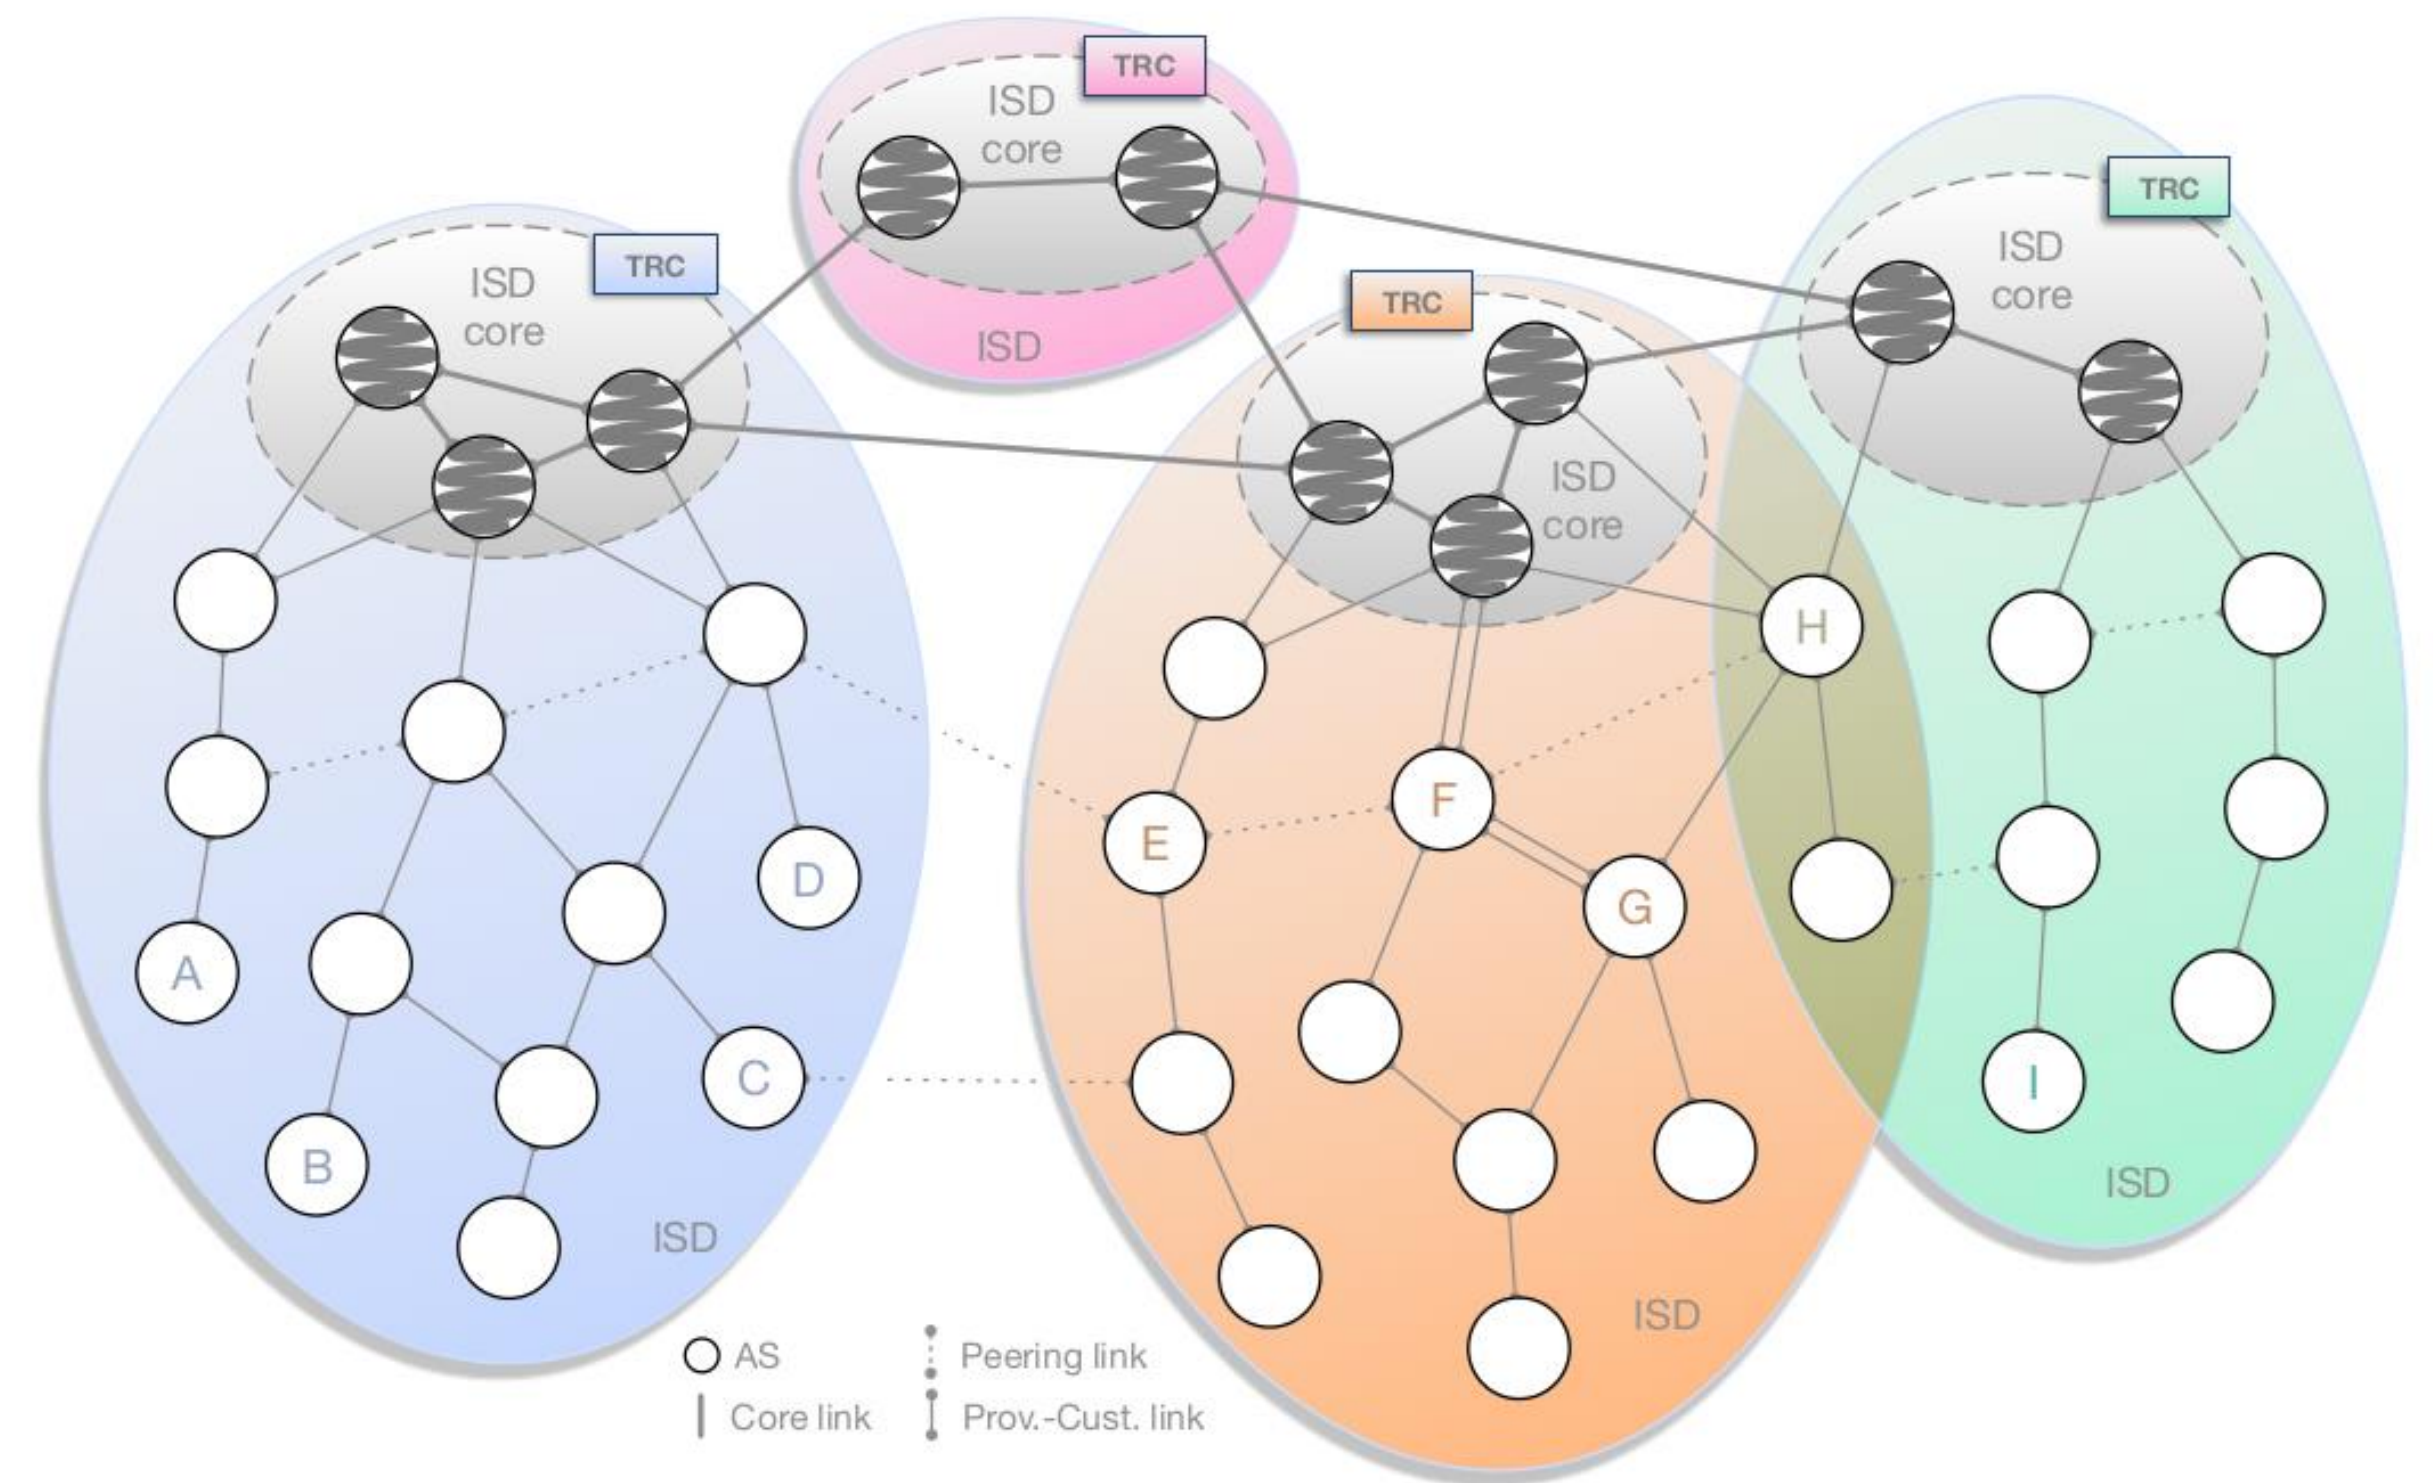 TRC
ISD
core
ISD
TRC
ISD
core
TRC
ISD
core
TRC
ISD
core
A
B
C
D
ISD
E
F
G
H
ISD
I
ISD
AS
Peering link
Core link
Prov.-Cust. link